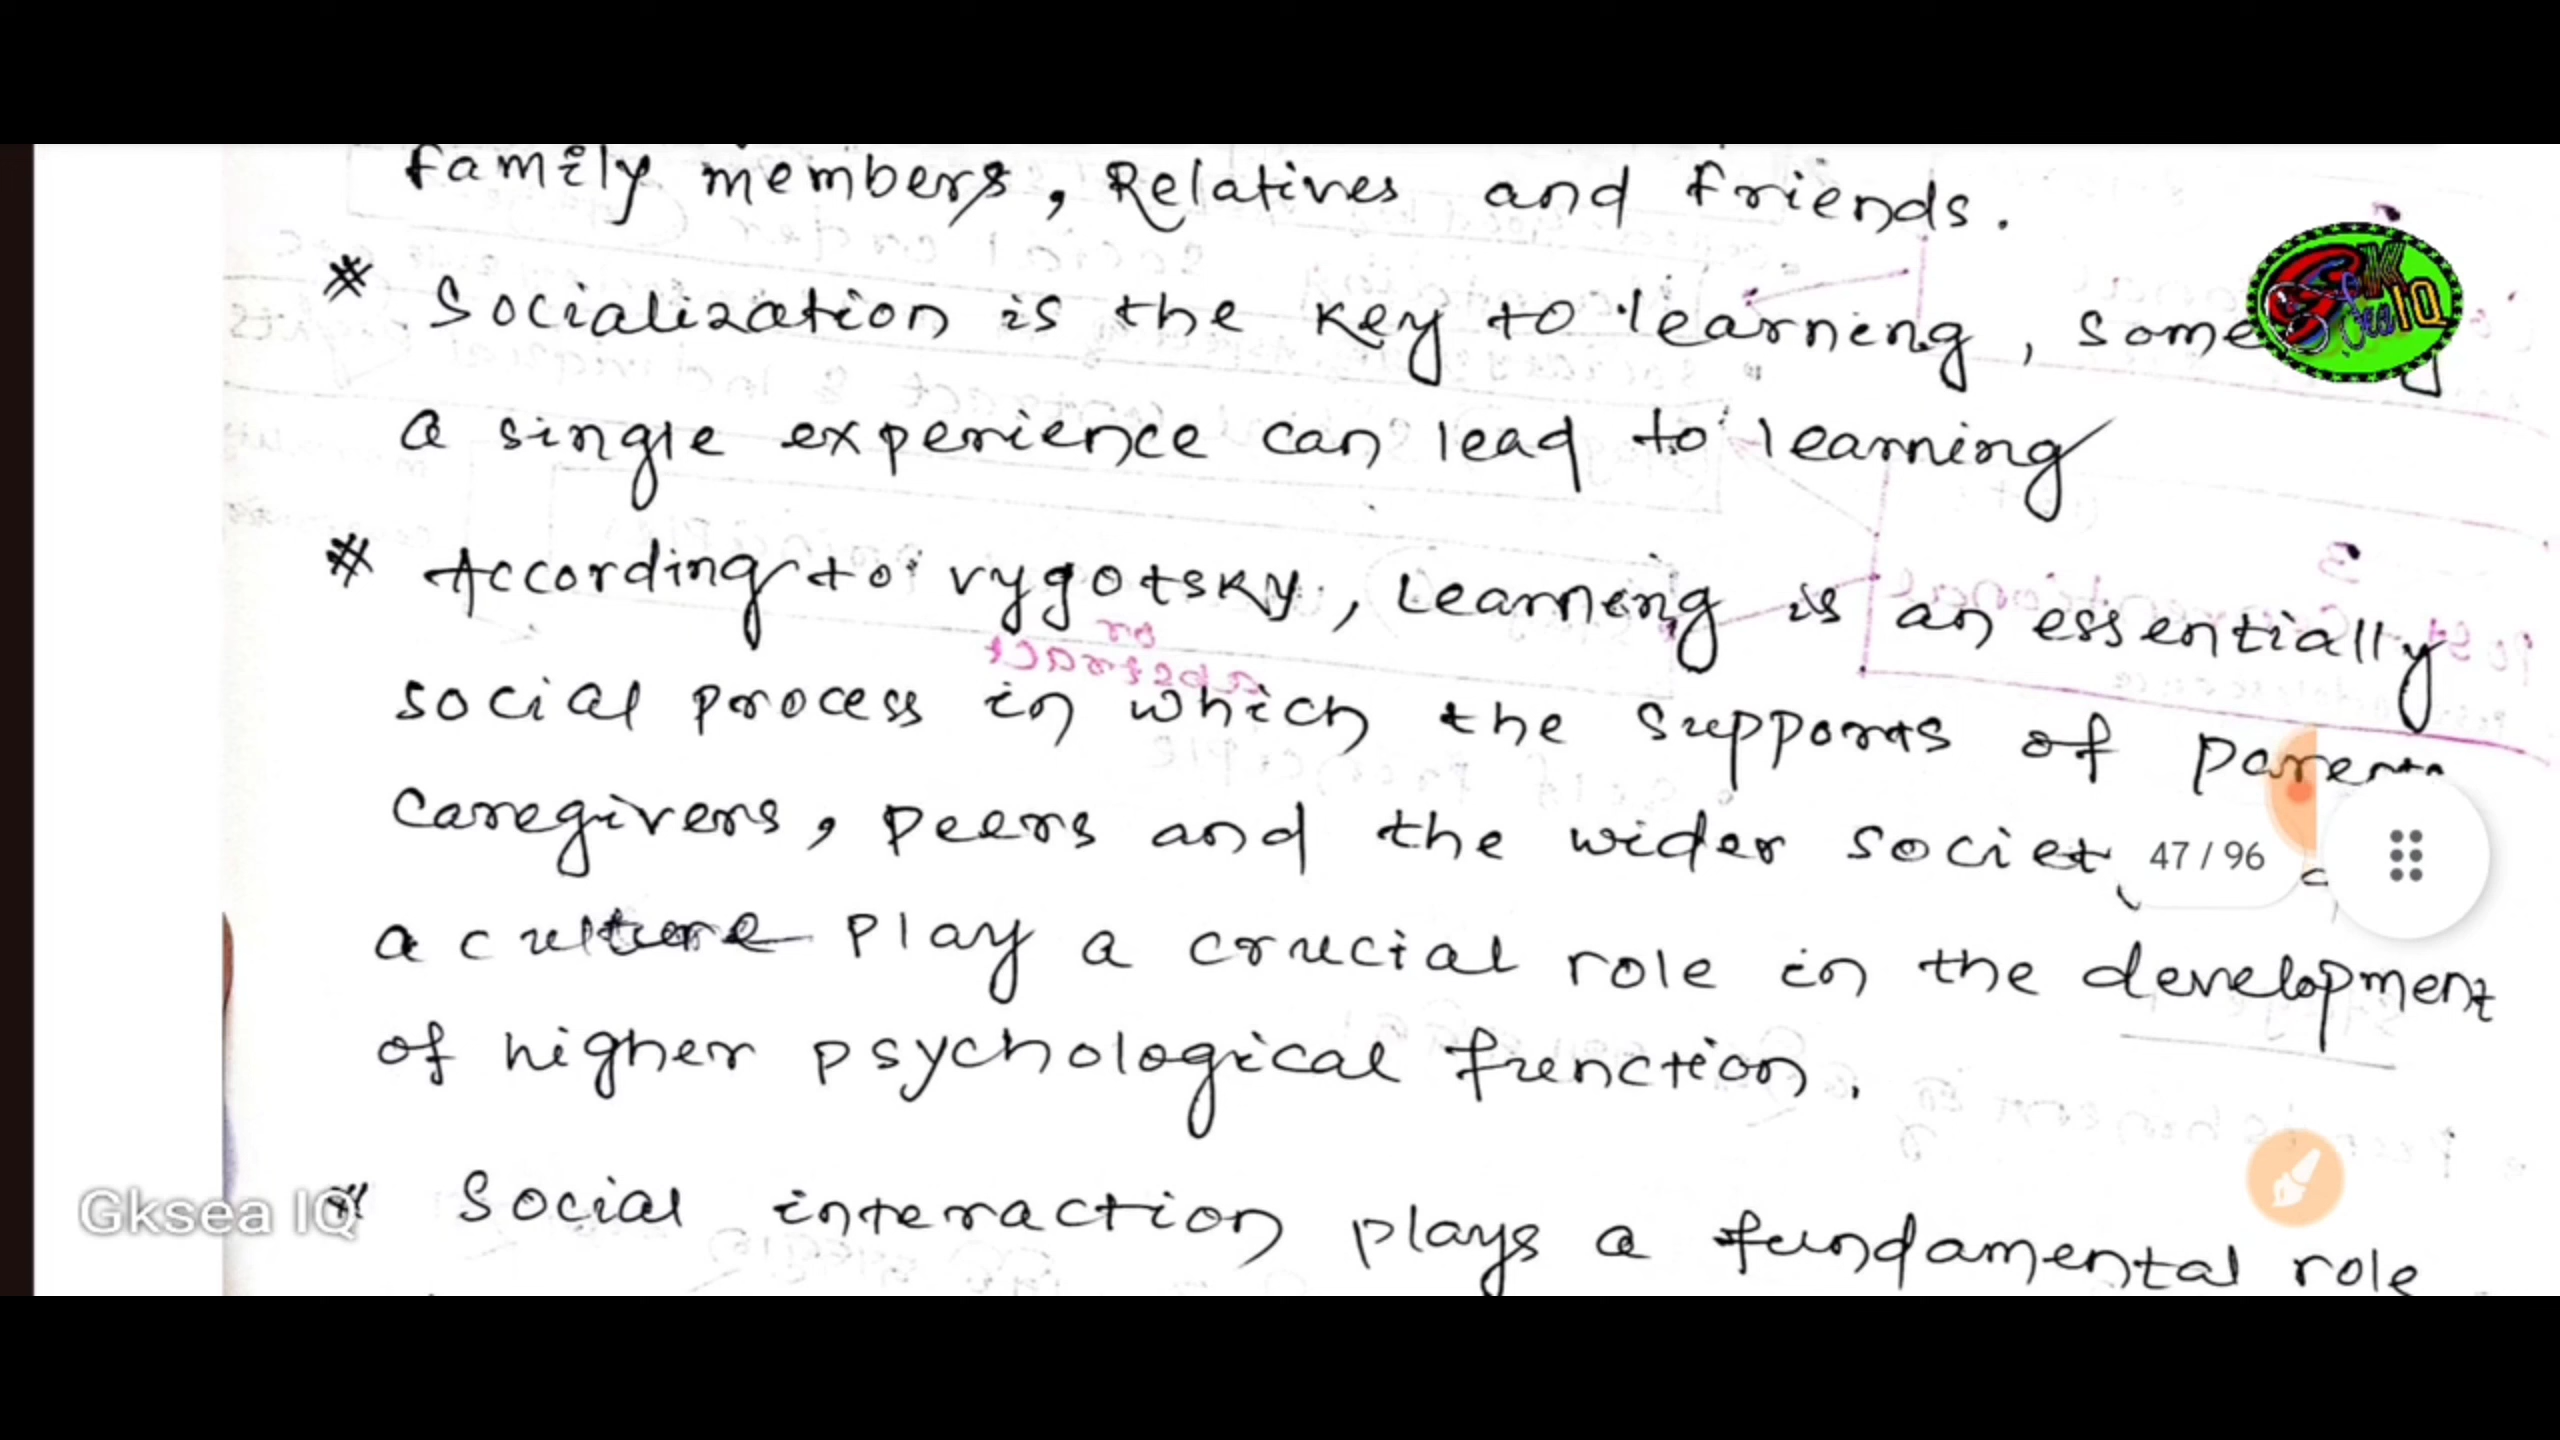 family members, Relatives and friends.
* Socialization is the key to learning, some
a single experience can lead to learning
* According to vygotsky, Learning is an essentially
social process in which the supports of parents
caregivers, peers and the wider society
a culture play a crucial role in the development
of higher psychological function.
* Social interaction plays a fundamental role
47 / 96
Gksea IQ